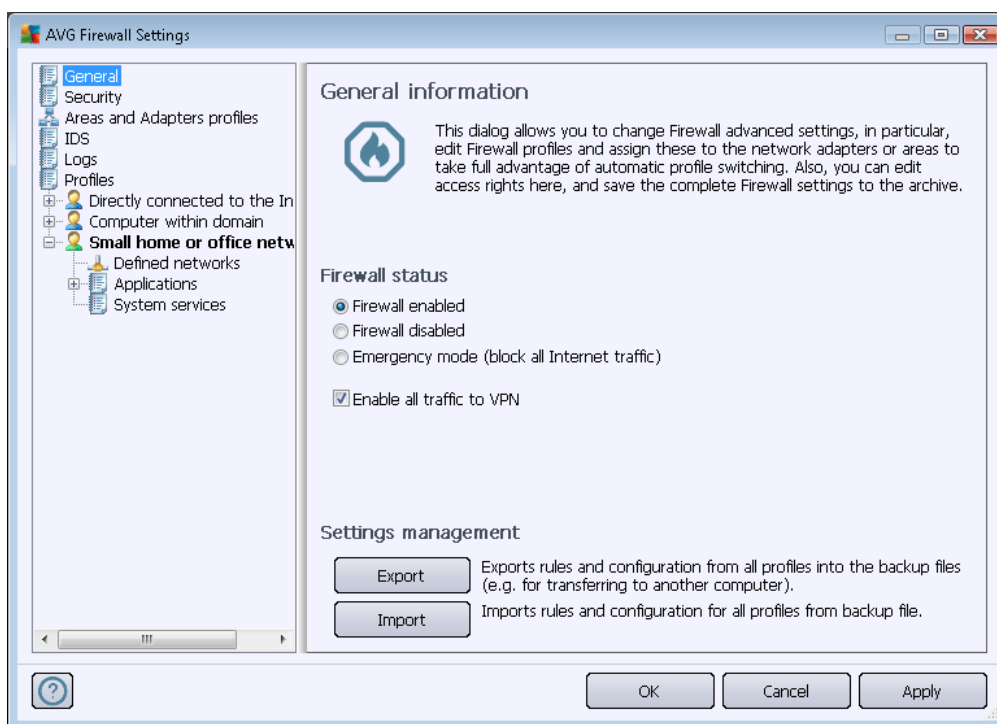 AVG Firewall Settings
General
Security
Areas and Adapters profiles
IDS
Logs
Profiles
Directly connected to the In
Computer within domain
Small home or office netw
Defined networks
Applications
System services
General information
This dialog allows you to change Firewall advanced settings, in particular,
edit Firewall profiles and assign these to the network adapters or areas to
take full advantage of automatic profile switching. Also, you can edit
access rights here, and save the complete Firewall settings to the archive.
Firewall status
Firewall enabled
Firewall disabled
Emergency mode (block all Internet traffic)
Enable all traffic to VPN
Settings management
Export
Exports rules and configuration from all profiles into the backup files
(e.g. for transferring to another computer).
Import
Imports rules and configuration for all profiles from backup file.
?
OK
Cancel
Apply